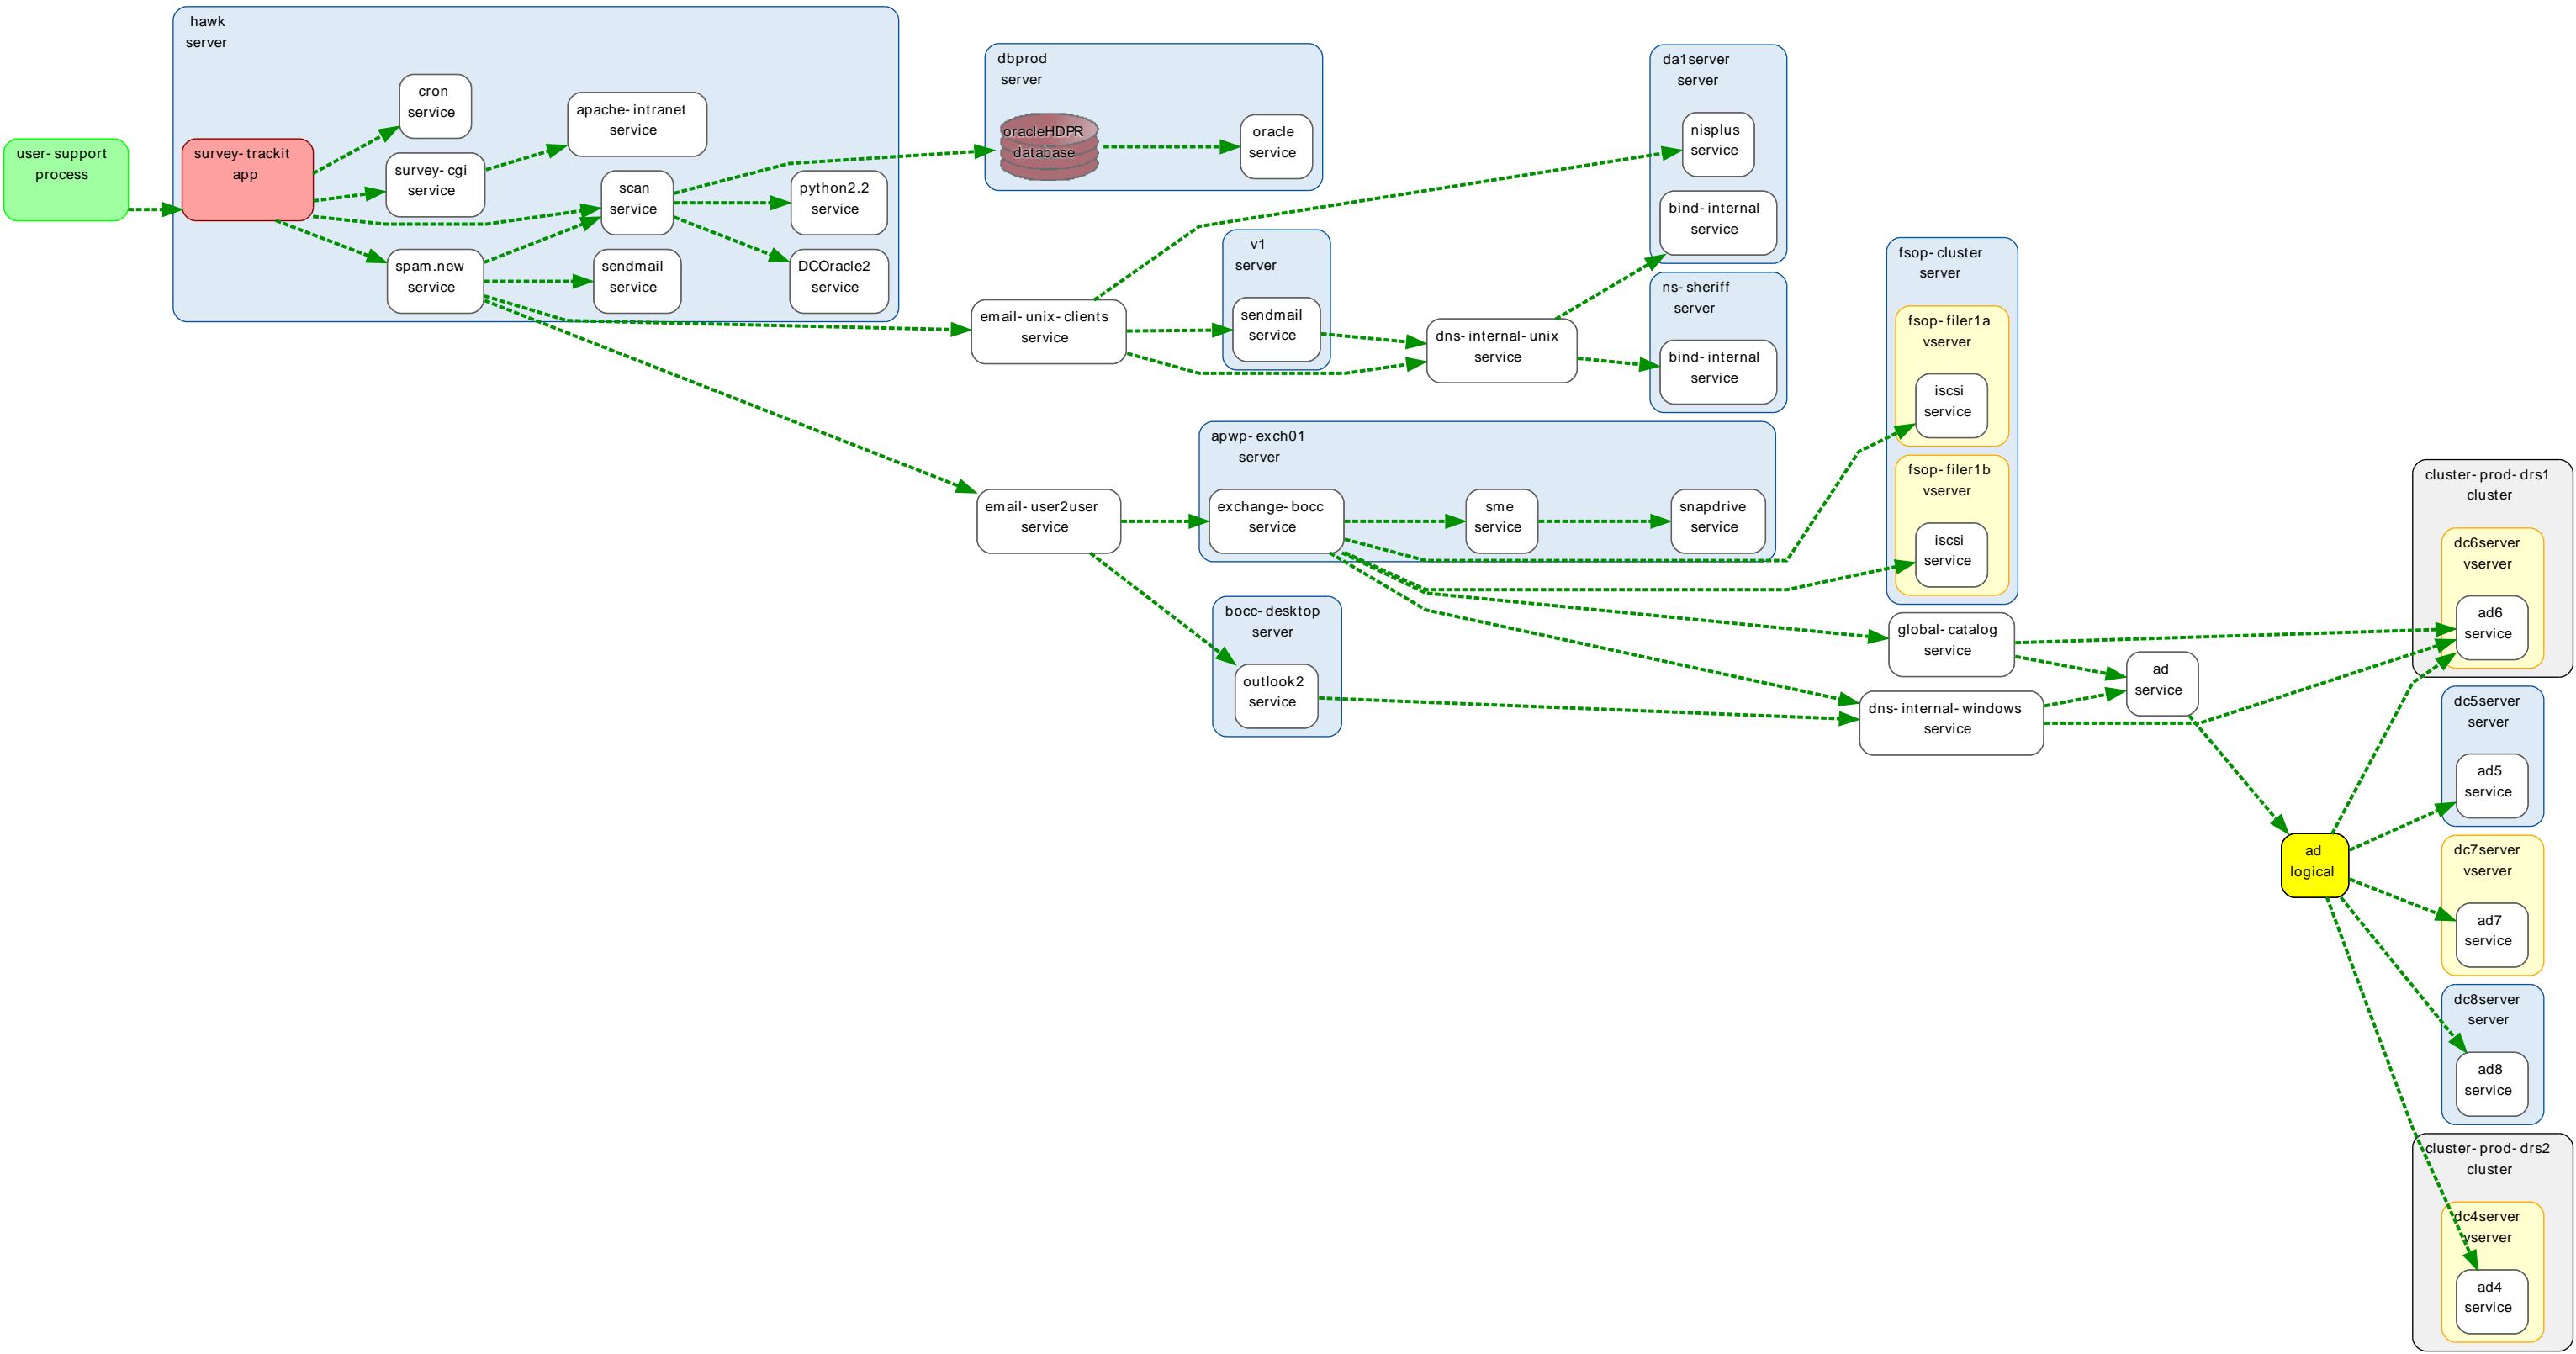 hawk
server
user-support
process
survey-trackit
app
cron
service
survey-cgi
service
apache-intranet
service
scan
service
python2.2
service
spam.new
service
sendmail
service
DCOracle2
service
dbprod
server
oracleHDPR
database
oracle
service
email-unix-clients
service
v1
server
sendmail
service
dns-internal-unix
service
da1server
server
nisplus
service
bind-internal
service
ns-sheriff
server
bind-internal
service
email-user2user
service
apwp-exch01
server
exchange-bocc
service
sme
service
snapdrive
service
bocc-desktop
server
outlook2
service
fsop-cluster
server
fsop-filer1a
vserver
iscsi
service
fsop-filer1b
vserver
iscsi
service
global-catalog
service
dns-internal-windows
service
ad
service
ad
logical
cluster-prod-drs1
cluster
dc6server
vserver
ad6
service
dc5server
server
ad5
service
dc7server
vserver
ad7
service
dc8server
server
ad8
service
cluster-prod-drs2
cluster
dc4server
vserver
ad4
service